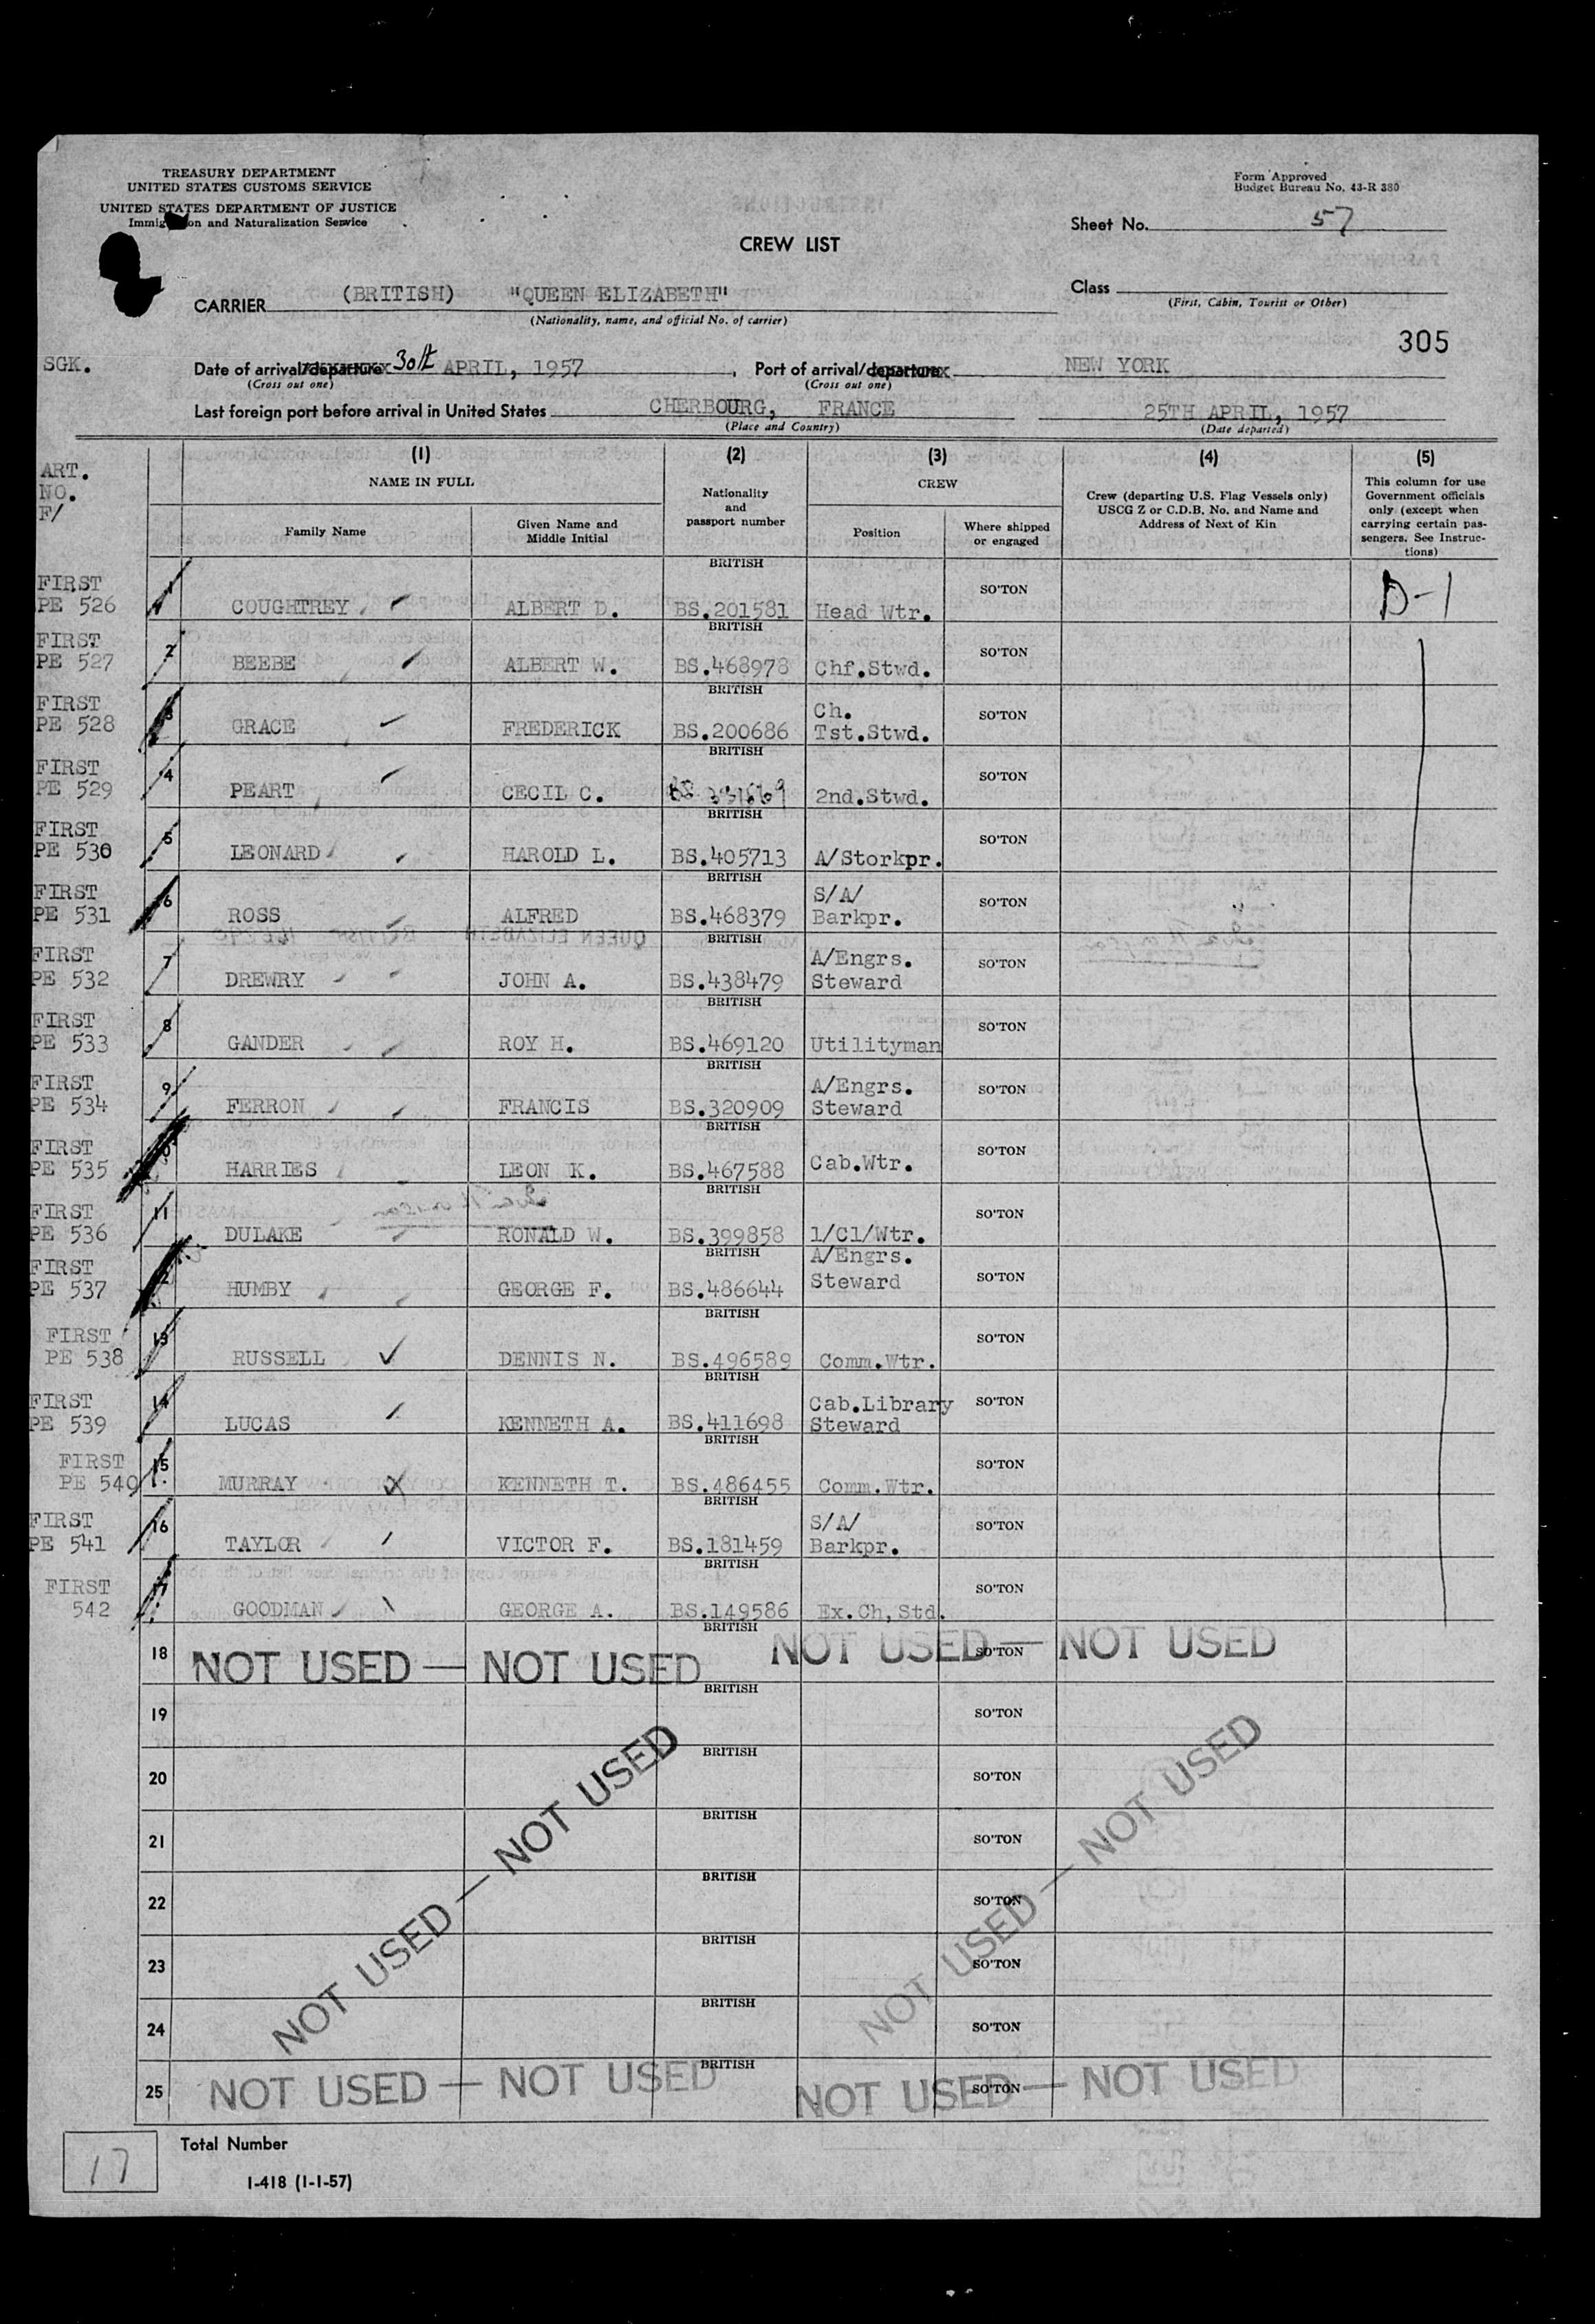 TREASURY DEPARTMENT
UNITED STATES CUSTOMS SERVICE
UNITED STATES DEPARTMENT OF JUSTICE
Immigration and Naturalization Service
Form Approved
Budget Bureau No. 43-R 380
Sheet No. 57
CREW LIST
CARRIER (BRITISH) "QUEEN ELIZABETH"
(Nationality, name, and official No. of carrier)
Class
(First, Cabin, Tourist or Other)
305
SGK.
Date of arrival/departure 30th APRIL, 1957, Port of arrival/departure NEW YORK
(Cross out one) (Cross out one)
Last foreign port before arrival in United States CHERBOURG, FRANCE 25TH APRIL, 1957
(Place and Country) (Date departed)
ART.
NO.
F/
(1) (2) (3) (4) (5)
NAME IN FULL
Family Name
Given Name and
Middle Initial
Nationality
and
passport number
CREW
Position
Where shipped
or engaged
Crew (departing U.S. Flag Vessels only)
USCG Z or C.D.B. No. and Name and
Address of Next of Kin
This column for use
Government officials
only (except when
carrying certain pas-
sengers. See Instruc-
tions)
FIRST 1 BRITISH SO'TON D-1
PE 526 COUGHTREY ALBERT D. BS.201581 Head Wtr.
FIRST 2 BRITISH SO'TON
PE 527 BEEBE ALBERT W. BS.468978 Chf.Stwd.
FIRST 3 BRITISH Ch. SO'TON
PE 528 GRACE FREDERICK BS.200686 Tst.Stwd.
FIRST 4 BRITISH SO'TON
PE 529 PEART CECIL C. 2nd.Stwd.
FIRST 5 BRITISH SO'TON
PE 530 LEONARD HAROLD L. BS.405713 A/Storkpr.
FIRST 6 BRITISH S/A/ SO'TON
PE 531 ROSS ALFRED BS.468379 Barkpr.
FIRST 7 BRITISH A/Engrs. SO'TON
PE 532 DREWRY JOHN A. BS.438479 Steward
FIRST 8 BRITISH SO'TON
PE 533 GANDER ROY H. BS.469120 Utilityman
FIRST 9 BRITISH A/Engrs. SO'TON
PE 534 FERRON FRANCIS BS.320909 Steward
FIRST 10 BRITISH SO'TON
PE 535 HARRIES LEON K. BS.467588 Cab.Wtr.
FIRST 11 BRITISH SO'TON
PE 536 DULAKE RONALD W. BS.399858 1/Cl/Wtr.
FIRST 12 BRITISH A/Engrs. SO'TON
PE 537 HUMBY GEORGE F. BS.486644 Steward
FIRST 13 BRITISH SO'TON
PE 538 RUSSELL DENNIS N. BS.496589 Comm.Wtr.
FIRST 14 BRITISH Cab.Library SO'TON
PE 539 LUCAS KENNETH A. BS.411698 Steward
FIRST 15 BRITISH SO'TON
PE 540 MURRAY KENNETH T. BS.486455 Comm.Wtr.
FIRST 16 BRITISH S/A/ SO'TON
PE 541 TAYLOR VICTOR F. BS.181459 Barkpr.
FIRST 17 BRITISH SO'TON
542 GOODMAN GEORGE A. BS.149586 Ex.Ch,Std.
18 BRITISH SO'TON
NOT USED — NOT USED NOT USED — NOT USED
19 BRITISH SO'TON
20 BRITISH SO'TON
21 BRITISH SO'TON
22 BRITISH SO'TON
23 BRITISH SO'TON
24 BRITISH SO'TON
NOT USED — NOT USED NOT USED — NOT USED
25 BRITISH SO'TON
NOT USED — NOT USED NOT USED — NOT USED
17 Total Number
I-418 (1-1-57)